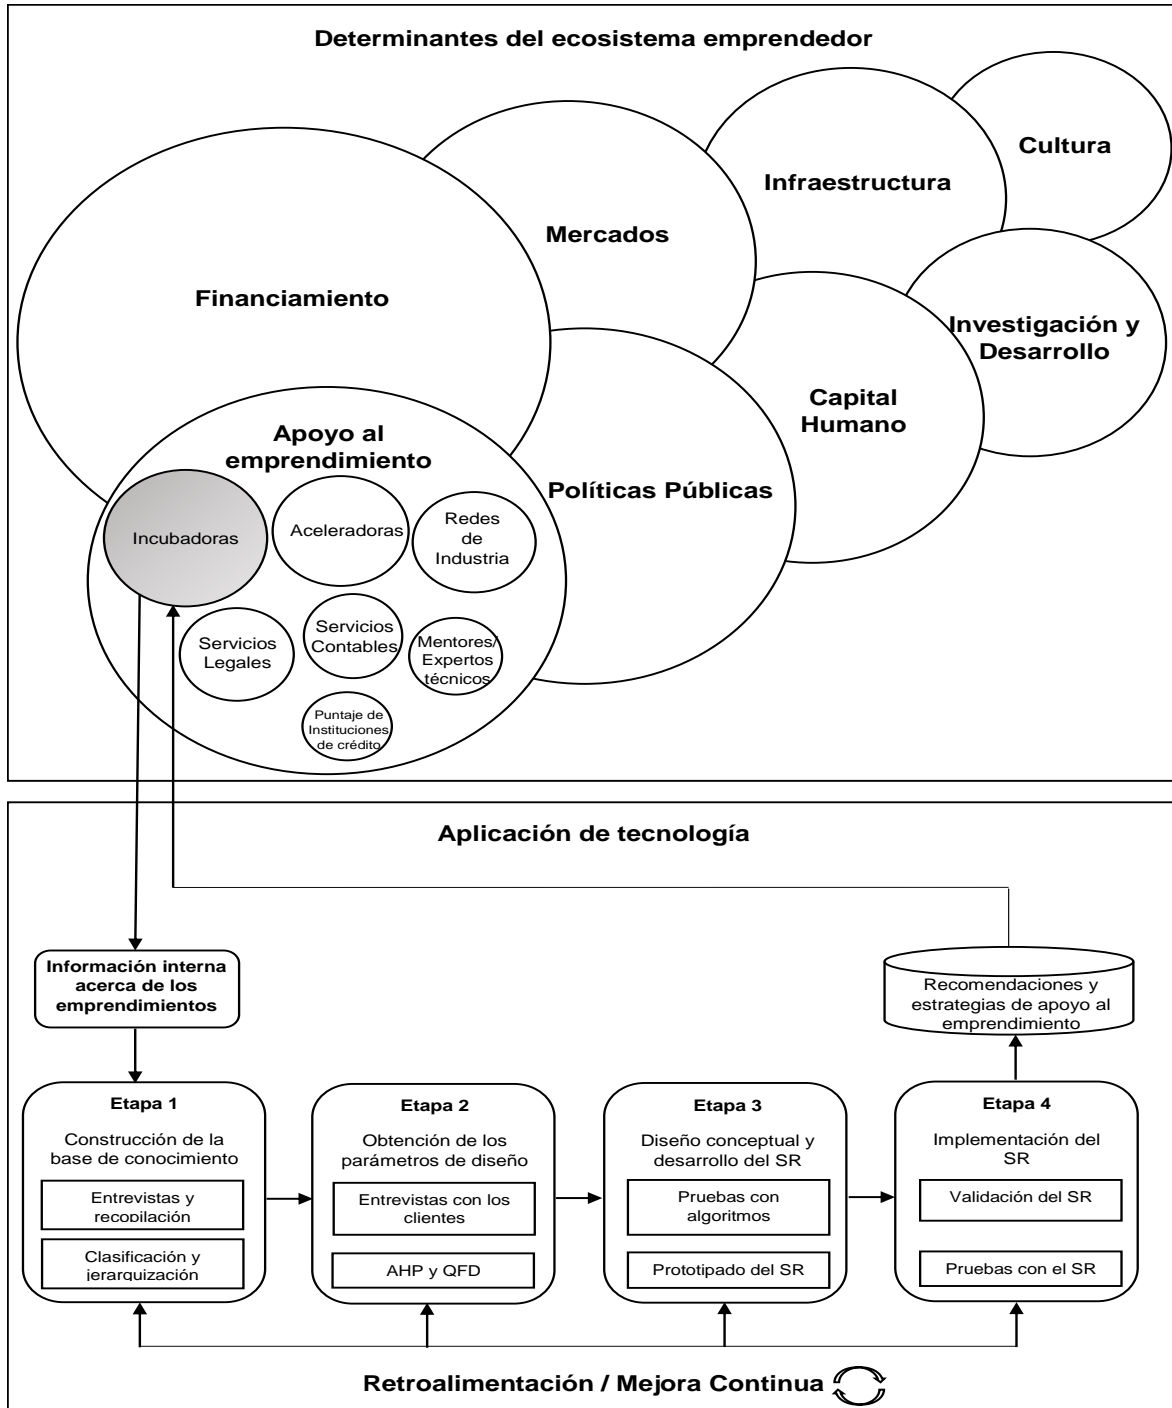 Determinantes del ecosistema emprendedor
Cultura
Infraestructura
Mercados
Financiamiento
Investigación y
Desarrollo
Capital
Humano
Políticas Públicas
Apoyo al
emprendimiento
Incubadoras
Aceleradoras
Redes
de
Industria
Servicios
Legales
Servicios
Contables
Mentores/
Expertos
técnicos
Puntaje de
Instituciones
de crédito
Aplicación de tecnología
Información interna
acerca de los
emprendimientos
Recomendaciones y
estrategias de apoyo al
emprendimiento
Etapa 1
Construcción de la
base de conocimiento
Entrevistas y
recopilación
Clasificación y
jerarquización
Etapa 2
Obtención de los
parámetros de diseño
Entrevistas con los
clientes
AHP y QFD
Etapa 3
Diseño conceptual y
desarrollo del SR
Pruebas con
algoritmos
Prototipado del SR
Etapa 4
Implementación del
SR
Validación del SR
Pruebas con el SR
Retroalimentación / Mejora Continua